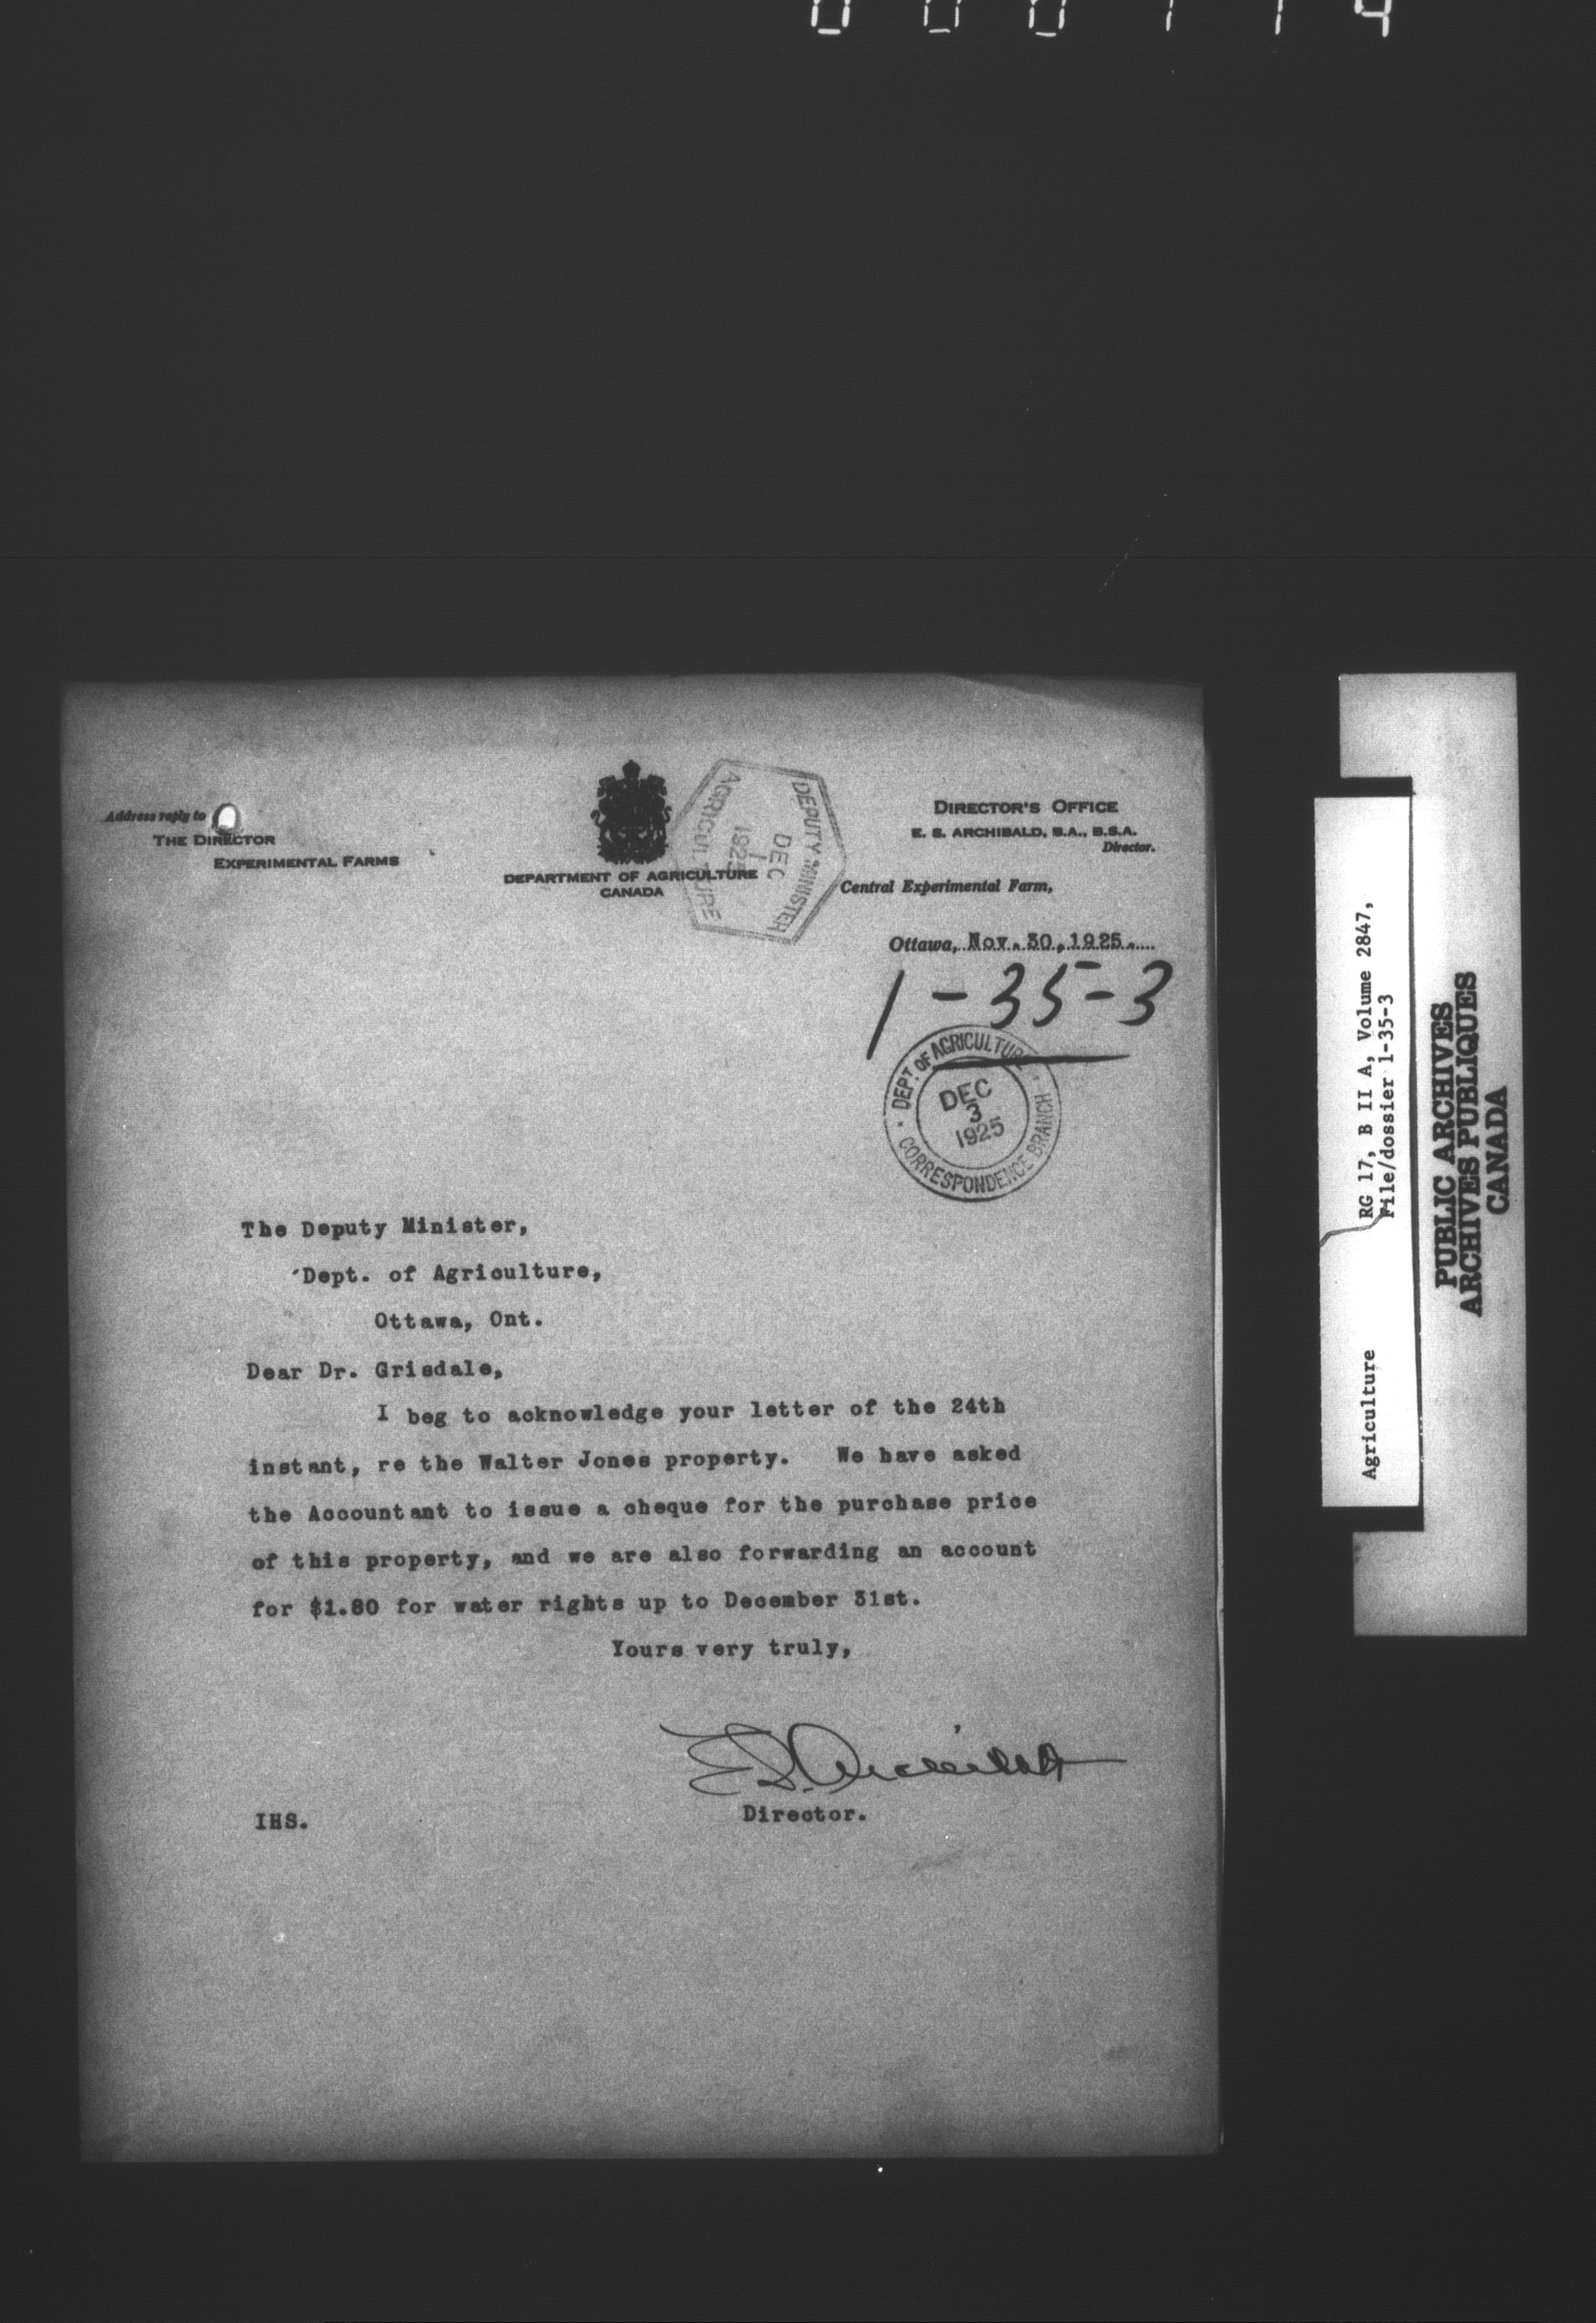 Address reply to
THE DIRECTOR
EXPERIMENTAL FARMS
DEPARTMENT OF AGRICULTURE
CANADA
DEPUTY MINISTER
DEC
1
1925
AGRICULTURE
DIRECTOR'S OFFICE
E. S. ARCHIBALD, B.A., B.S.A.
Director.
Central Experimental Farm,
Ottawa, Nov. 30, 1925.
1-35-3
DEPT. OF AGRICULTURE
DEC
3
1925
CORRESPONDENCE BRANCH
The Deputy Minister,
Dept. of Agriculture,
Ottawa, Ont.
Dear Dr. Grisdale,
I beg to acknowledge your letter of the 24th
instant, re the Walter Jones property. We have asked
the Accountant to issue a cheque for the purchase price
of this property, and we are also forwarding an account
for $1.80 for water rights up to December 31st.
Yours very truly,
E S. Archibald
Director.
IHS.
Agriculture RG 17, B II A, Volume 2847,
File/dossier 1-35-3
PUBLIC ARCHIVES
ARCHIVES PUBLIQUES
CANADA